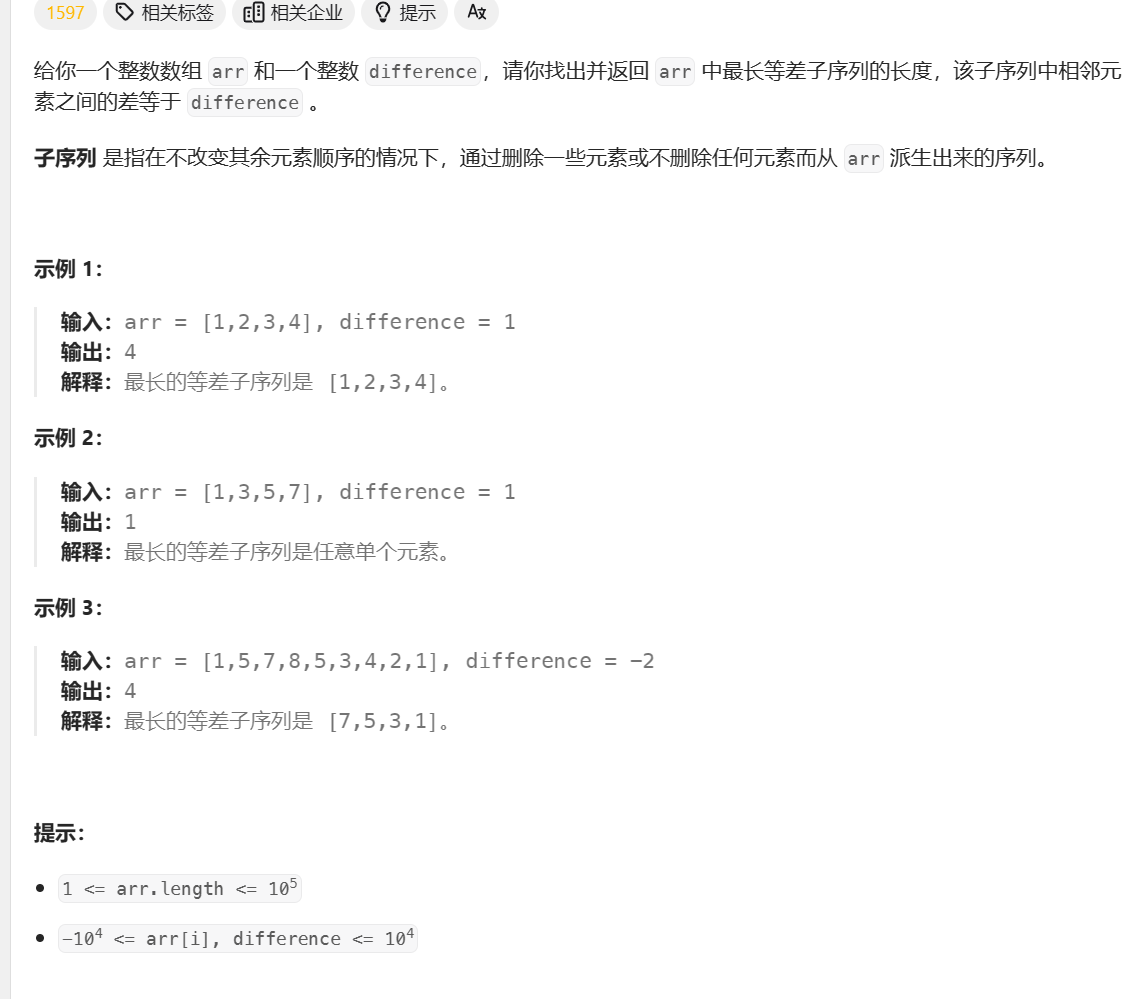 1597 相关标签 相关企业 提示 Aあ
给你一个整数数组 arr 和一个整数 difference，请你找出并返回 arr 中最长等差子序列的长度，该子序列中相邻元
素之间的差等于 difference 。
子序列 是指在不改变其余元素顺序的情况下，通过删除一些元素或不删除任何元素而从 arr 派生出来的序列。
示例 1：
输入：arr = [1,2,3,4], difference = 1
输出：4
解释：最长的等差子序列是 [1,2,3,4]。
示例 2：
输入：arr = [1,3,5,7], difference = 1
输出：1
解释：最长的等差子序列是任意单个元素。
示例 3：
输入：arr = [1,5,7,8,5,3,4,2,1], difference = -2
输出：4
解释：最长的等差子序列是 [7,5,3,1]。
提示：
• 1 <= arr.length <= 10⁵
• -10⁴ <= arr[i], difference <= 10⁴